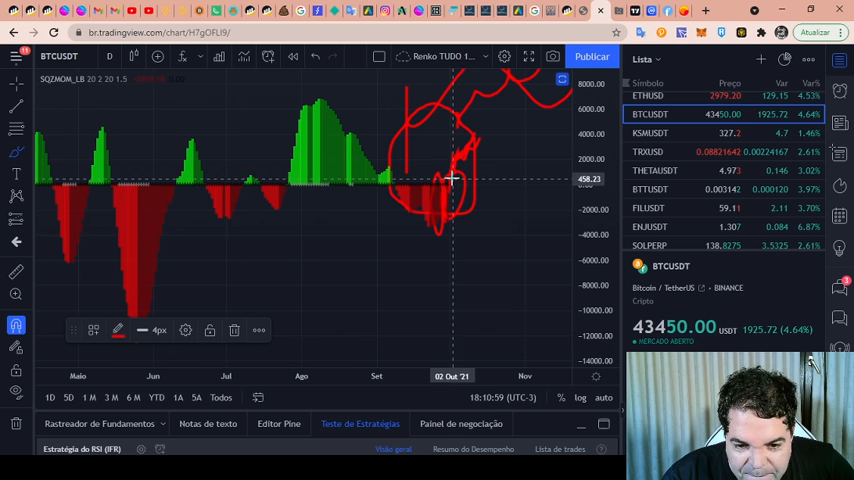 br.tradingview.com/chart/H7gOFLI9/
Atualizar
11
BTCUSDT
D
Renko TUDO 1...
Publicar
Lista
SQZMOM_LB 20 2 20 1.5
0.00
8000.00
6000.00
4000.00
2000.00
458.23
0.00
−2000.00
−4000.00
−6000.00
−8000.00
−10000.00
−12000.00
−14000.00
4px
Maio
Jun
Jul
Ago
Set
02 Out '21
Nov
1D
5D
1M
3M
6M
YTD
1A
5A
Todos
18:10:59 (UTC-3)
%
log
auto
Rastreador de Fundamentos
Notas de texto
Editor Pine
Teste de Estratégias
Painel de negociação
Estratégia do RSI (IFR)
Visão geral
Resumo do Desempenho
Lista de trades
Símbolo
Preço
Var
Var%
ETHUSD 2979.20 129.15 4.53%
BTCUSDT 43450.00 1925.72 4.64%
KSMUSDT 327.2 4.7 1.46%
TRXUSD 0.08821642 0.00224167 2.61%
THETAUSDT 4.973 0.146 3.02%
BTTUSDT 0.003142 0.000120 3.97%
FILUSDT 59.11 2.11 3.70%
ENJUSDT 1.307 0.084 6.87%
SOLPERP 138.8275 3.5325 2.61%
BTCUSDT
Bitcoin / TetherUS
BINANCE
Cripto
43450.00 USDT 1925.72 (4.64%)
MERCADO ABERTO
3